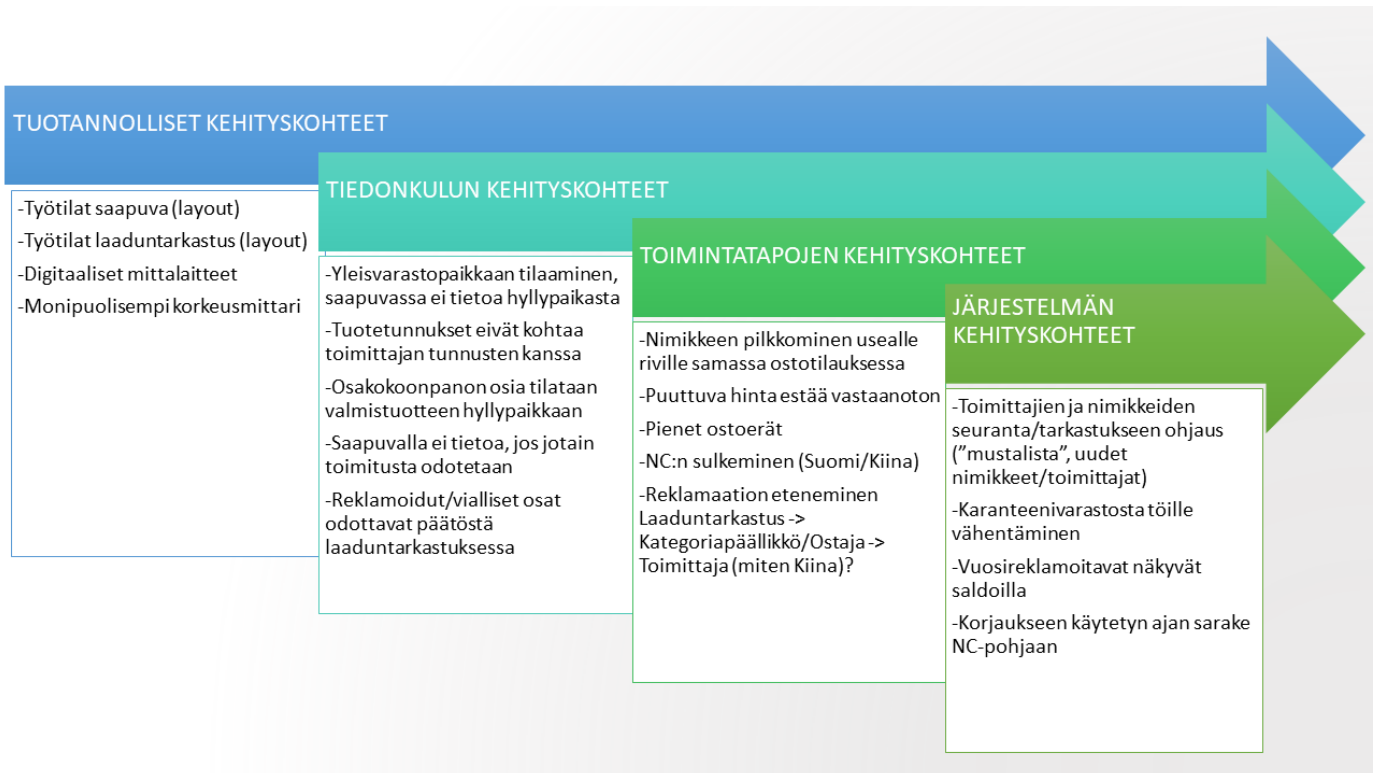 TUOTANNOLLISET KEHITYSKOHTEET
-Työtilat saapuva (layout)
-Työtilat laaduntarkastus (layout)
-Digitaaliset mittalaitteet
-Monipuolisempi korkeusmittari
TIEDONKULUN KEHITYSKOHTEET
-Yleisvarastopaikkaan tilaaminen,
saapuvassa ei tietoa hyllypaikasta
-Tuotetunnukset eivät kohtaa
toimittajan tunnusten kanssa
-Osakokoonpanon osia tilataan
valmistuotteen hyllypaikkaan
-Saapuvalla ei tietoa, jos jotain
toimitusta odotetaan
-Reklamoidut/vialliset osat
odottavat päätöstä
laaduntarkastuksessa
TOIMINTATAPOJEN KEHITYSKOHTEET
-Nimikkeen pilkkominen usealle
riville samassa ostotilauksessa
-Puuttuva hinta estää vastaanoton
-Pienet ostoerät
-NC:n sulkeminen (Suomi/Kiina)
-Reklamaation eteneminen
Laaduntarkastus ->
Kategoriapäällikkö/Ostaja ->
Toimittaja (miten Kiina)?
JÄRJESTELMÄN
KEHITYSKOHTEET
-Toimittajien ja nimikkeiden
seuranta/tarkastukseen ohjaus
(”mustalista”, uudet
nimikkeet/toimittajat)
-Karanteenivarastosta töille
vähentäminen
-Vuosireklamoitavat näkyvät
saldoilla
-Korjaukseen käytetyn ajan sarake
NC-pohjaan